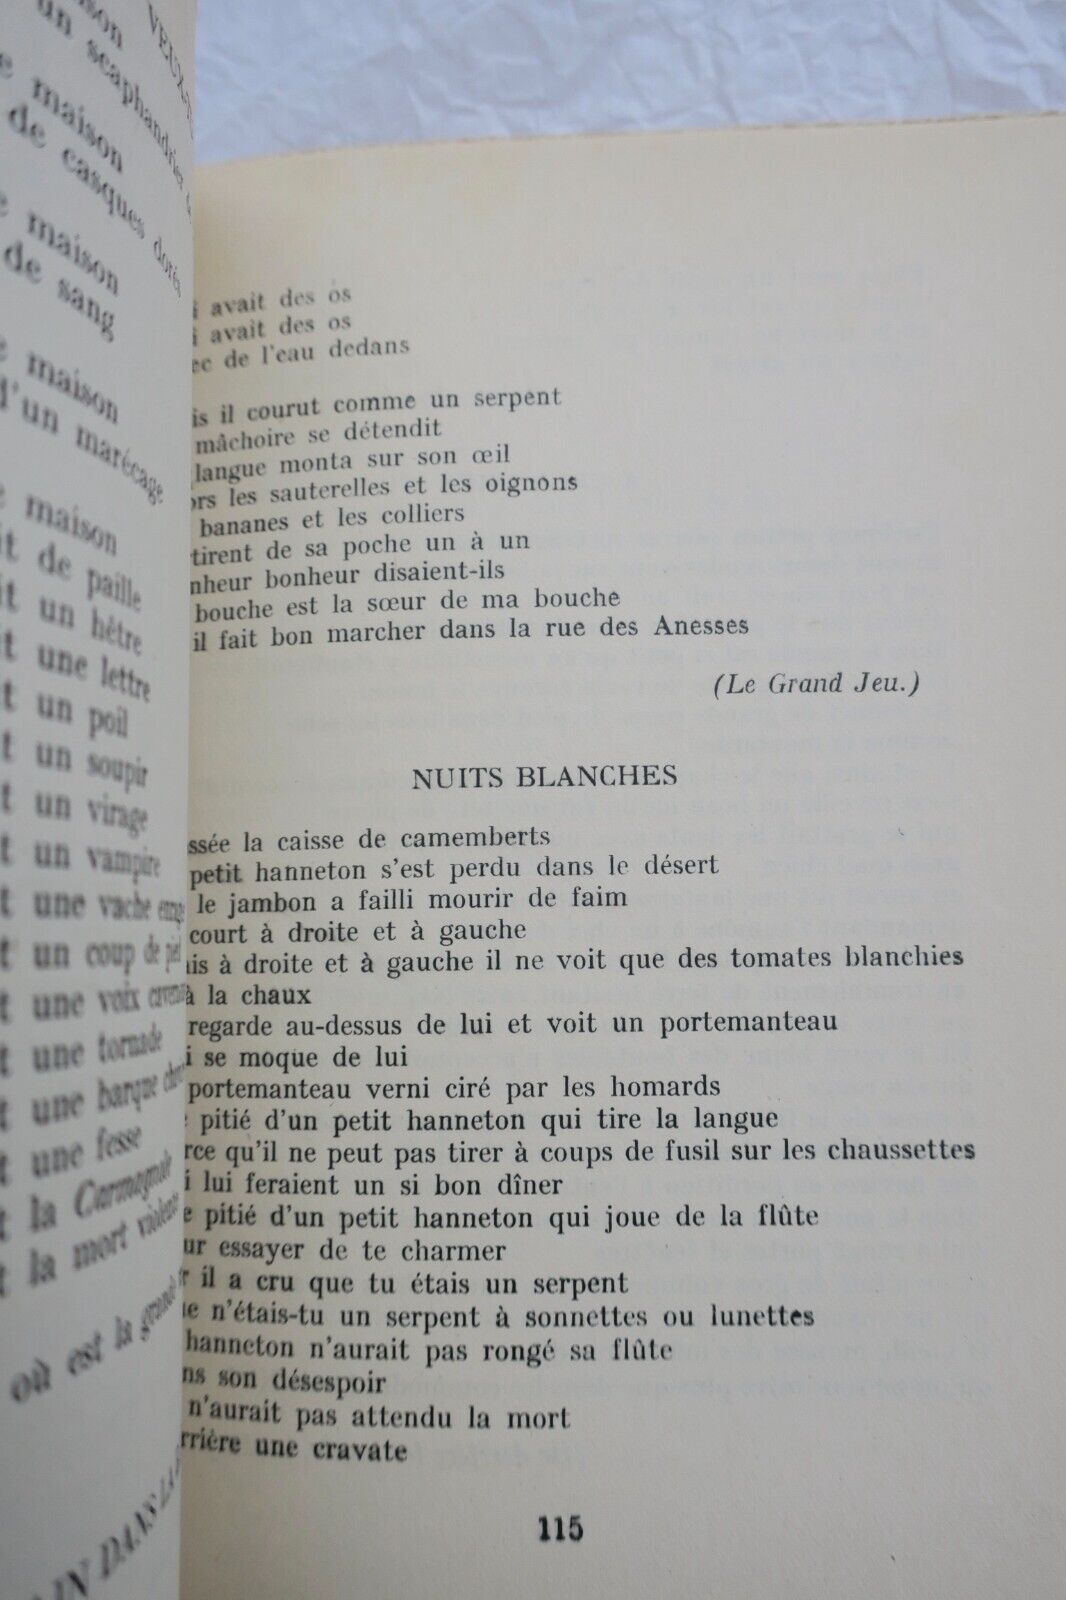 VEUX-
maison
un scaphandrier
maison
de casques dorés
maison
de sang
maison
d'un marécage
maison
de paille
un hêtre
une lettre
un poil
un soupir
un virage
un vampire
une vache
un coup de
une voix
une tornade
une barque
une fesse
la Carmagnole
la mort violente
où est la grande
DANS
avait des os
avait des os
de l'eau dedans
il courut comme un serpent
mâchoire se détendit
langue monta sur son œil
les sauterelles et les oignons
bananes et les colliers
de sa poche un à un
bonheur disaient-ils
bouche est la sœur de ma bouche
il fait bon marcher dans la rue des Anesses
(Le Grand Jeu.)
NUITS BLANCHES
la caisse de camemberts
petit hanneton s'est perdu dans le désert
le jambon a failli mourir de faim
court à droite et à gauche
à droite et à gauche il ne voit que des tomates blanchies
à la chaux
regarde au-dessus de lui et voit un portemanteau
se moque de lui
portemanteau verni ciré par les homards
pitié d'un petit hanneton qui tire la langue
qu'il ne peut pas tirer à coups de fusil sur les chaussettes
lui feraient un si bon dîner
pitié d'un petit hanneton qui joue de la flûte
essayer de te charmer
il a cru que tu étais un serpent
n'étais-tu un serpent à sonnettes ou lunettes
hanneton n'aurait pas rongé sa flûte
son désespoir
n'aurait pas attendu la mort
une cravate
115